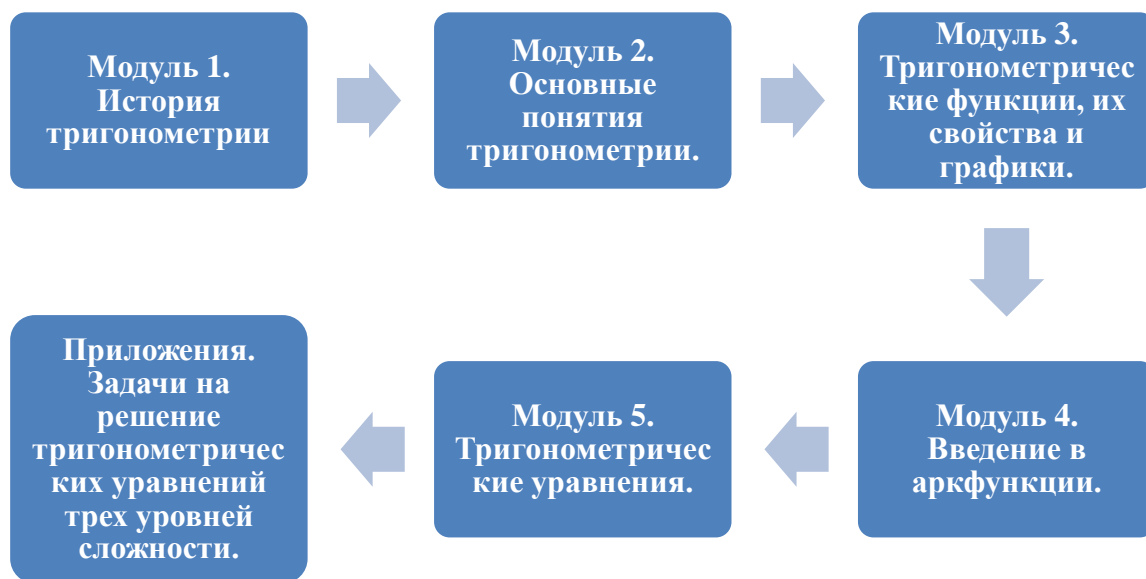 Модуль 1.
История
тригонометрии
Модуль 2.
Основные
понятия
тригонометрии.
Модуль 3.
Тригонометричес
кие функции, их
свойства и
графики.
Модуль 4.
Введение в
аркфункции.
Модуль 5.
Тригонометричес
кие уравнения.
Приложения.
Задачи на
решение
тригонометричес
ких уравнений
трех уровней
сложности.